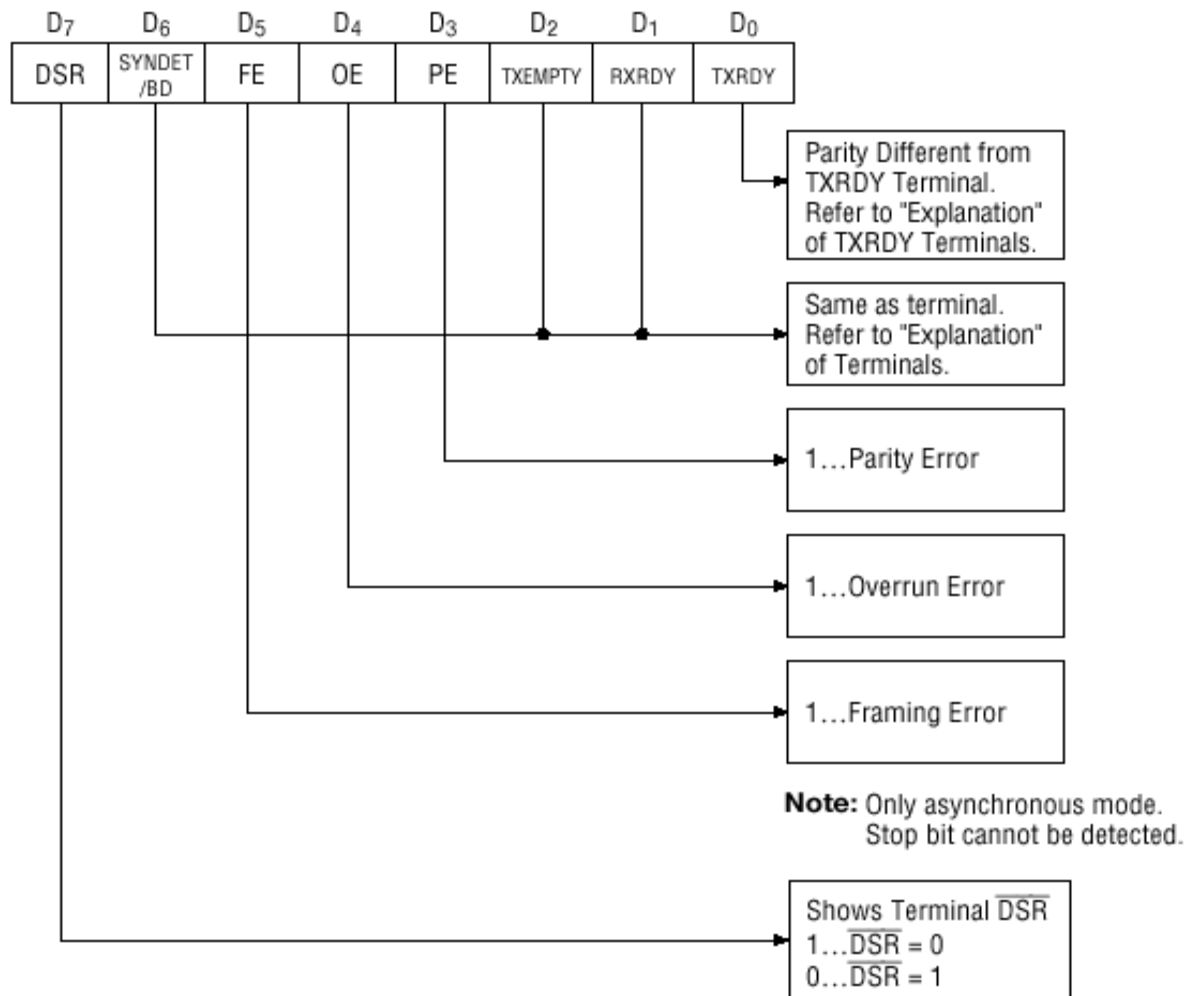 D7 D6 D5 D4 D3 D2 D1 D0
DSR SYNDET /BD FE OE PE TXEMPTY RXRDY TXRDY
Parity Different from
TXRDY Terminal.
Refer to "Explanation"
of TXRDY Terminals.
Same as terminal.
Refer to "Explanation"
of Terminals.
1...Parity Error
1...Overrun Error
1...Framing Error
Note: Only asynchronous mode.
Stop bit cannot be detected.
Shows Terminal D̅S̅R̅
1...D̅S̅R̅ = 0
0...D̅S̅R̅ = 1